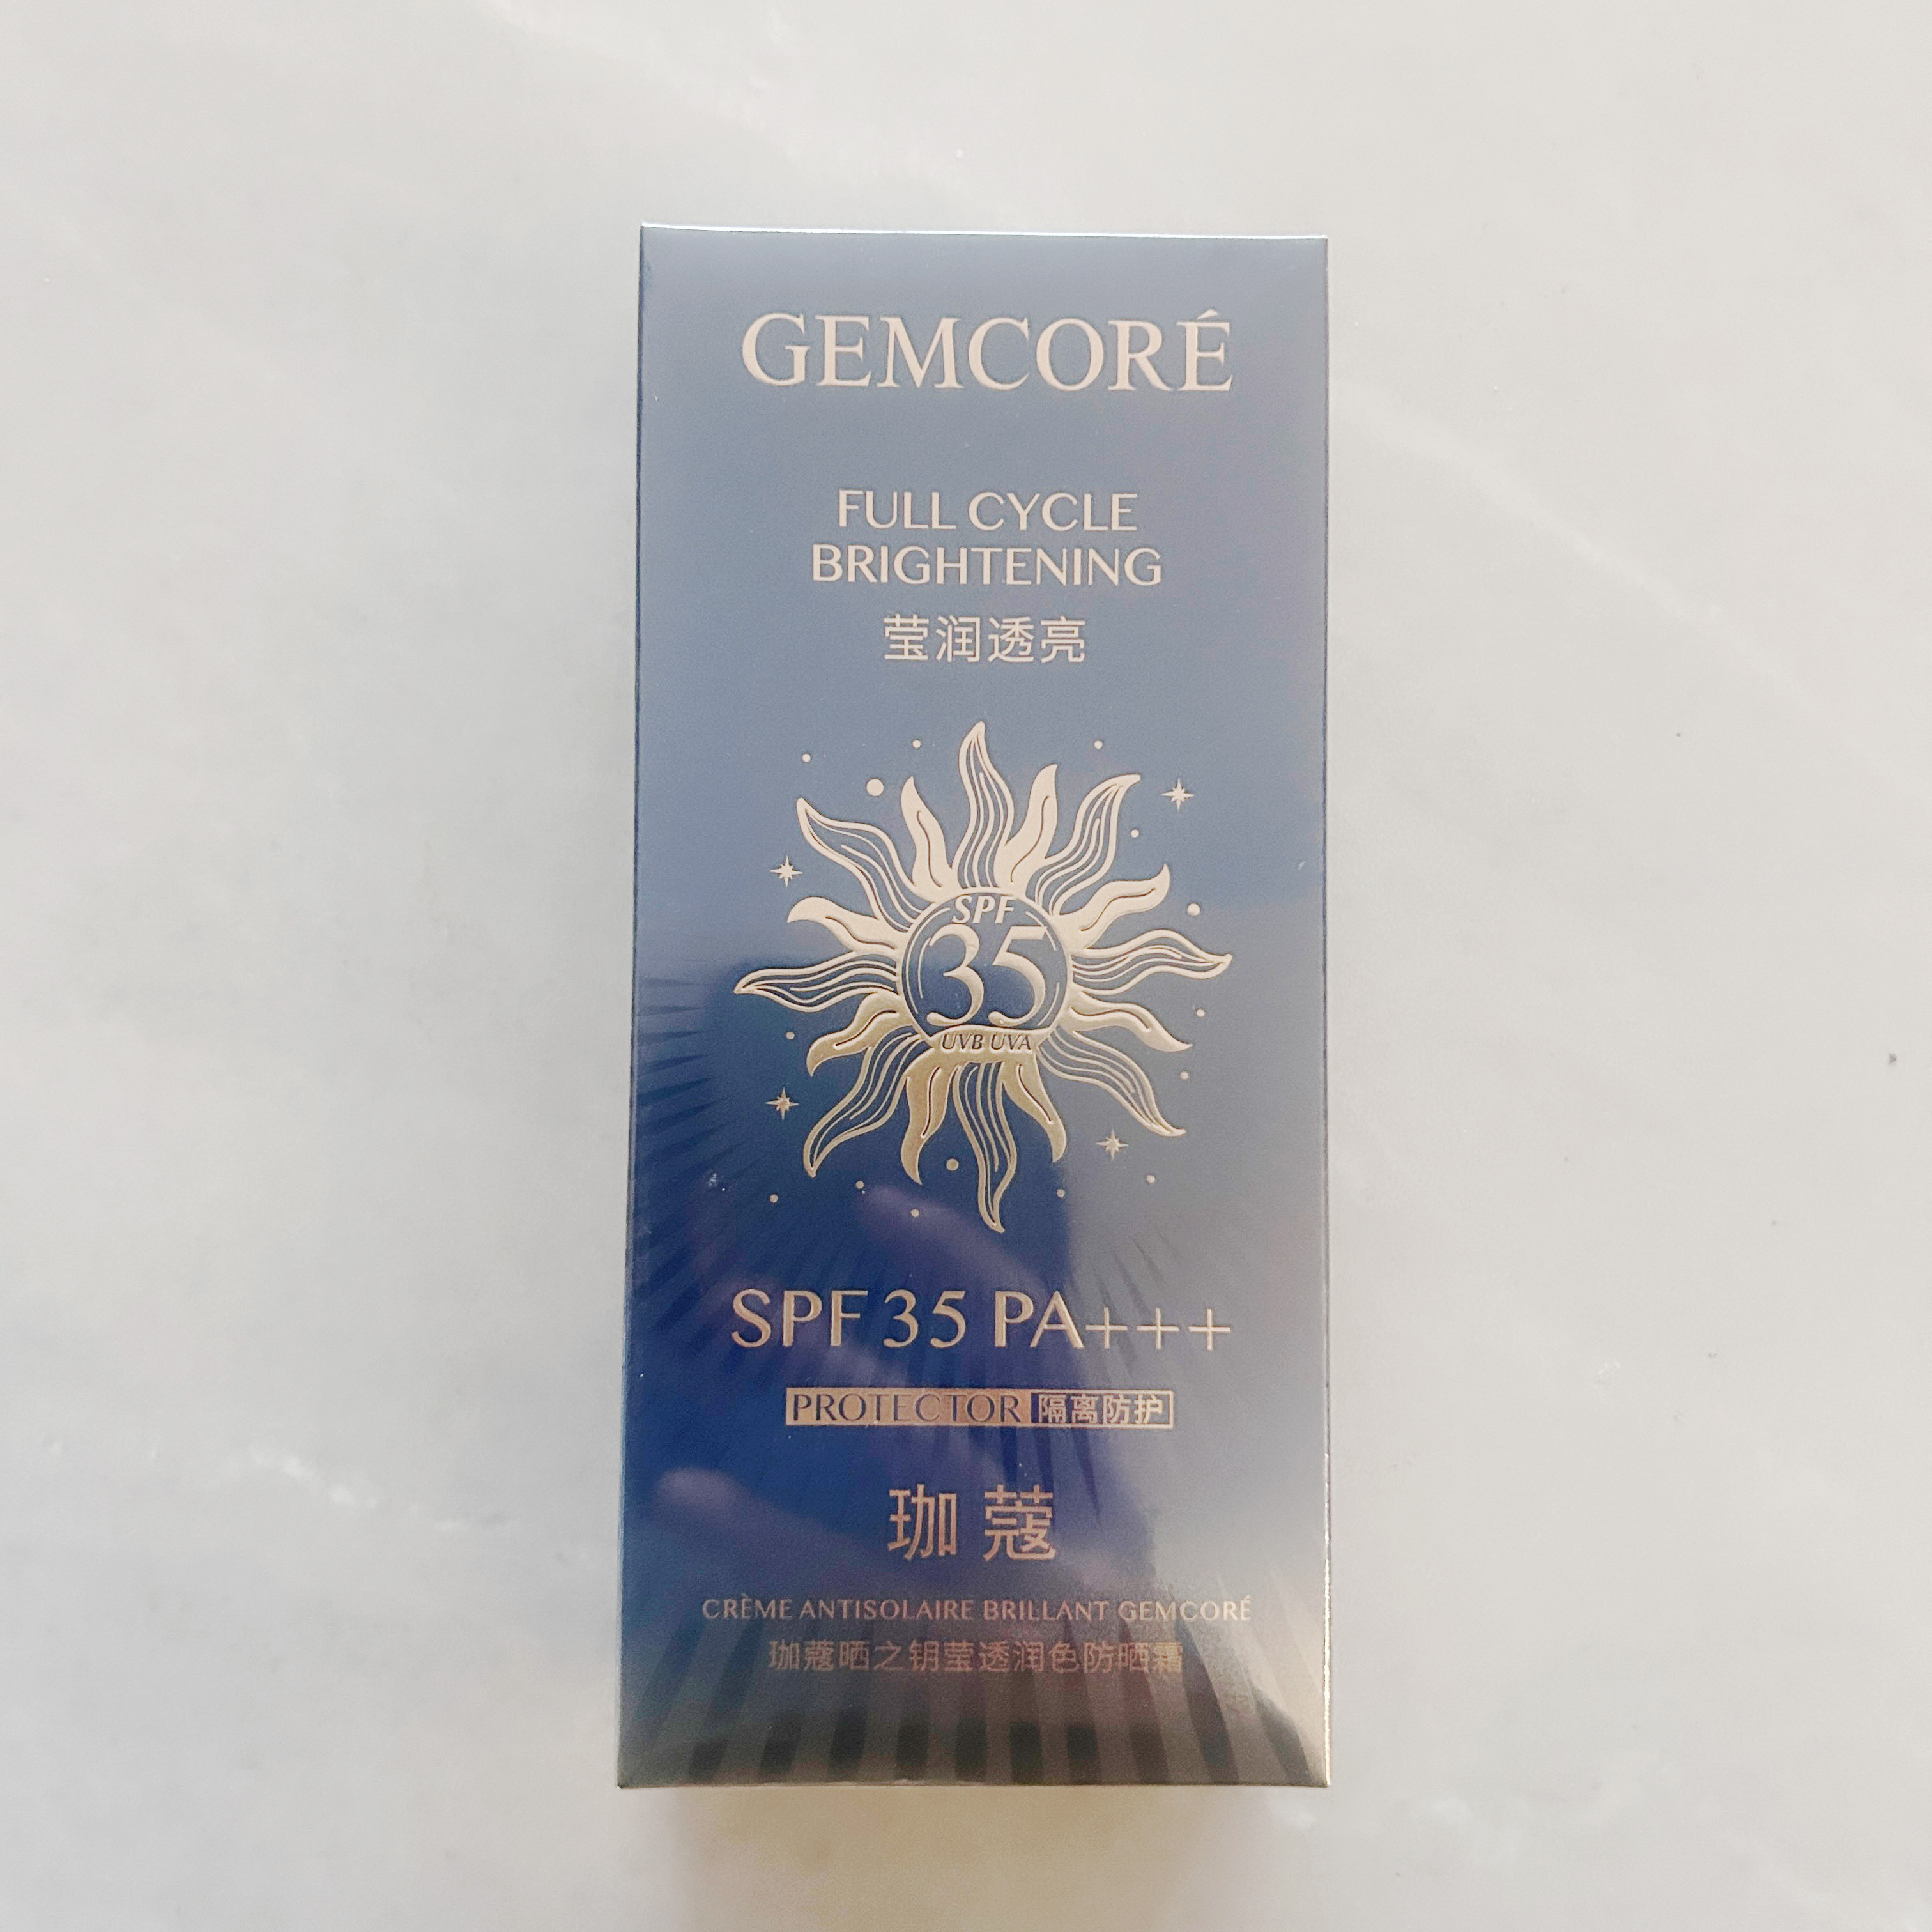 GEMCORÉ
FULL CYCLE
BRIGHTENING
莹润透亮
SPF
35
UVB UVA
SPF 35 PA+++
PROTECTOR 隔离防护
珈蔻
CRÈME ANTISOLAIRE BRILLANT GEMCORÉ
珈蔻晒之钥莹透润色防晒霜